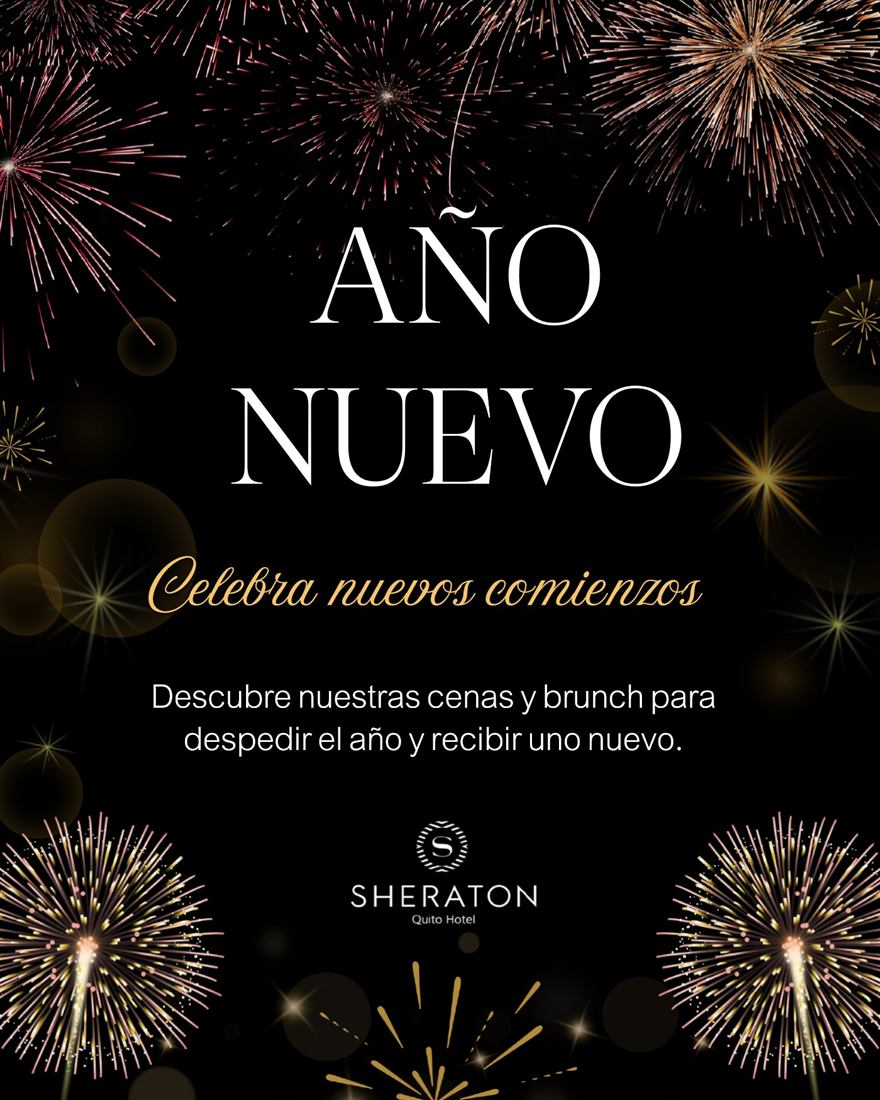 AÑO
NUEVO
Celebra nuevos comienzos
Descubre nuestras cenas y brunch para
despedir el año y recibir uno nuevo.
S
SHERATON
Quito Hotel